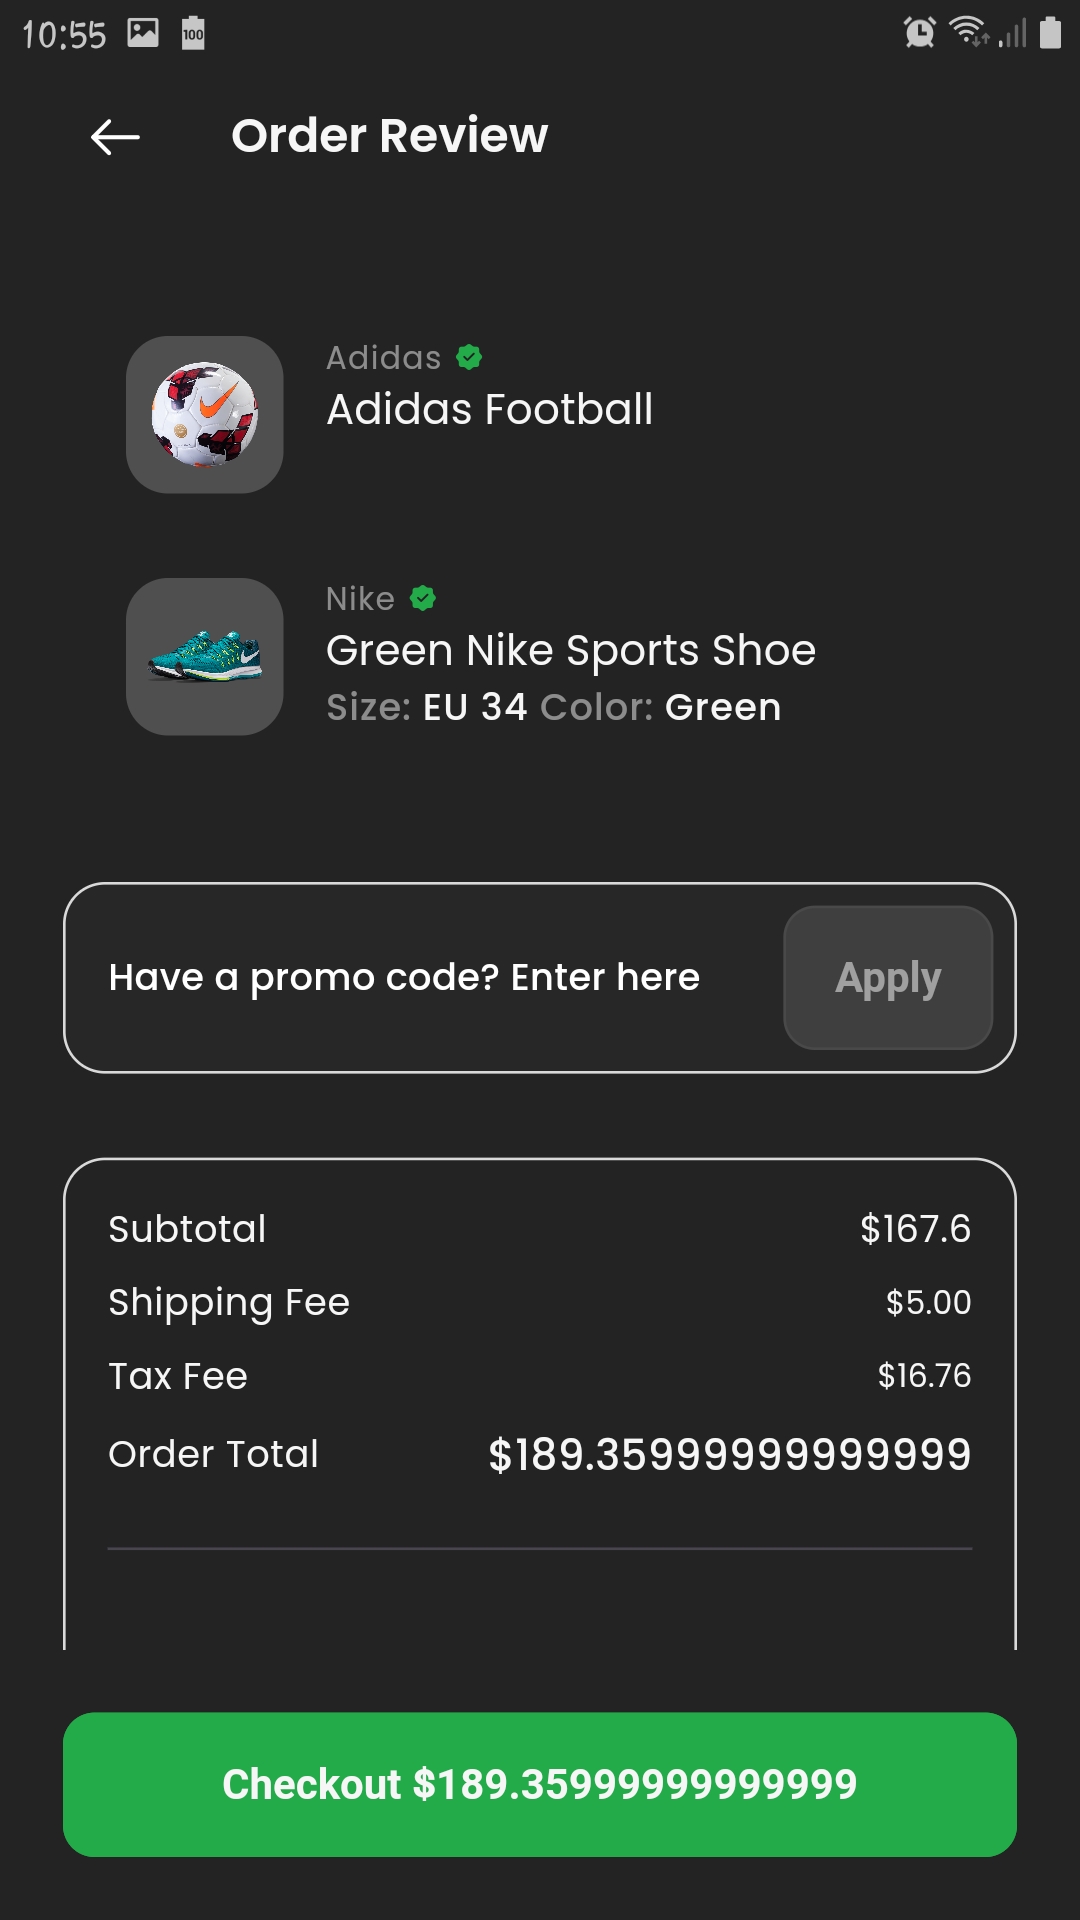 10:55
100
Order Review
Adidas
Adidas Football
Nike
Green Nike Sports Shoe
Size: EU 34 Color: Green
Have a promo code? Enter here
Apply
Subtotal $167.6
Shipping Fee $5.00
Tax Fee $16.76
Order Total $189.35999999999999
Checkout $189.35999999999999